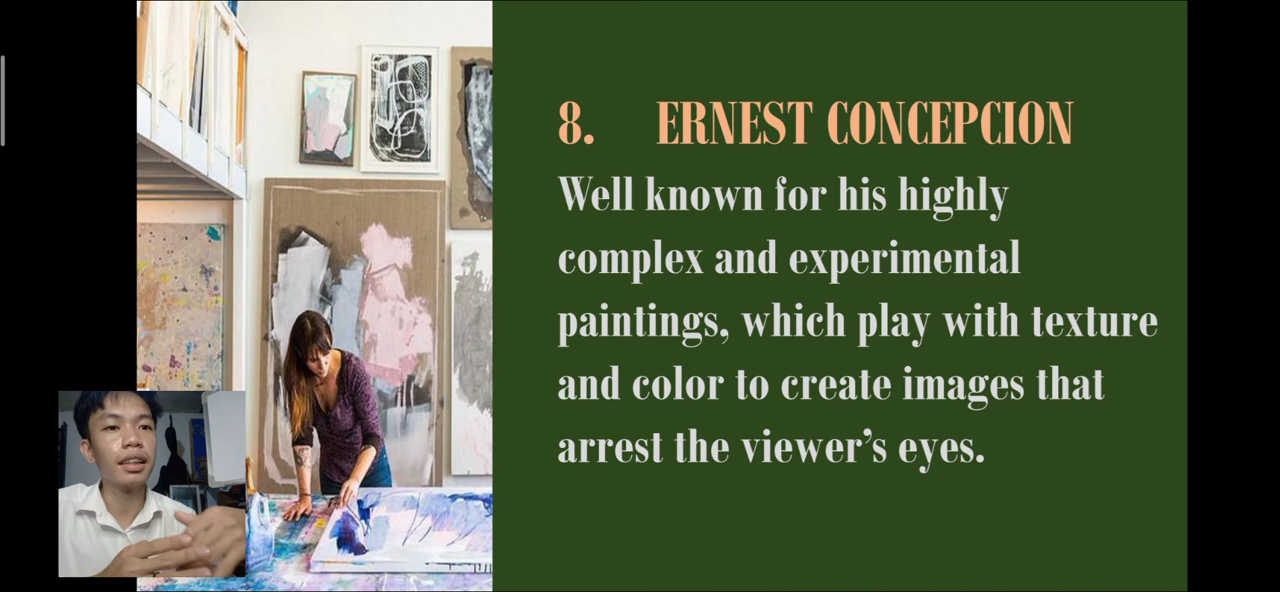 8. ERNEST CONCEPCION
Well known for his highly
complex and experimental
paintings, which play with texture
and color to create images that
arrest the viewer’s eyes.